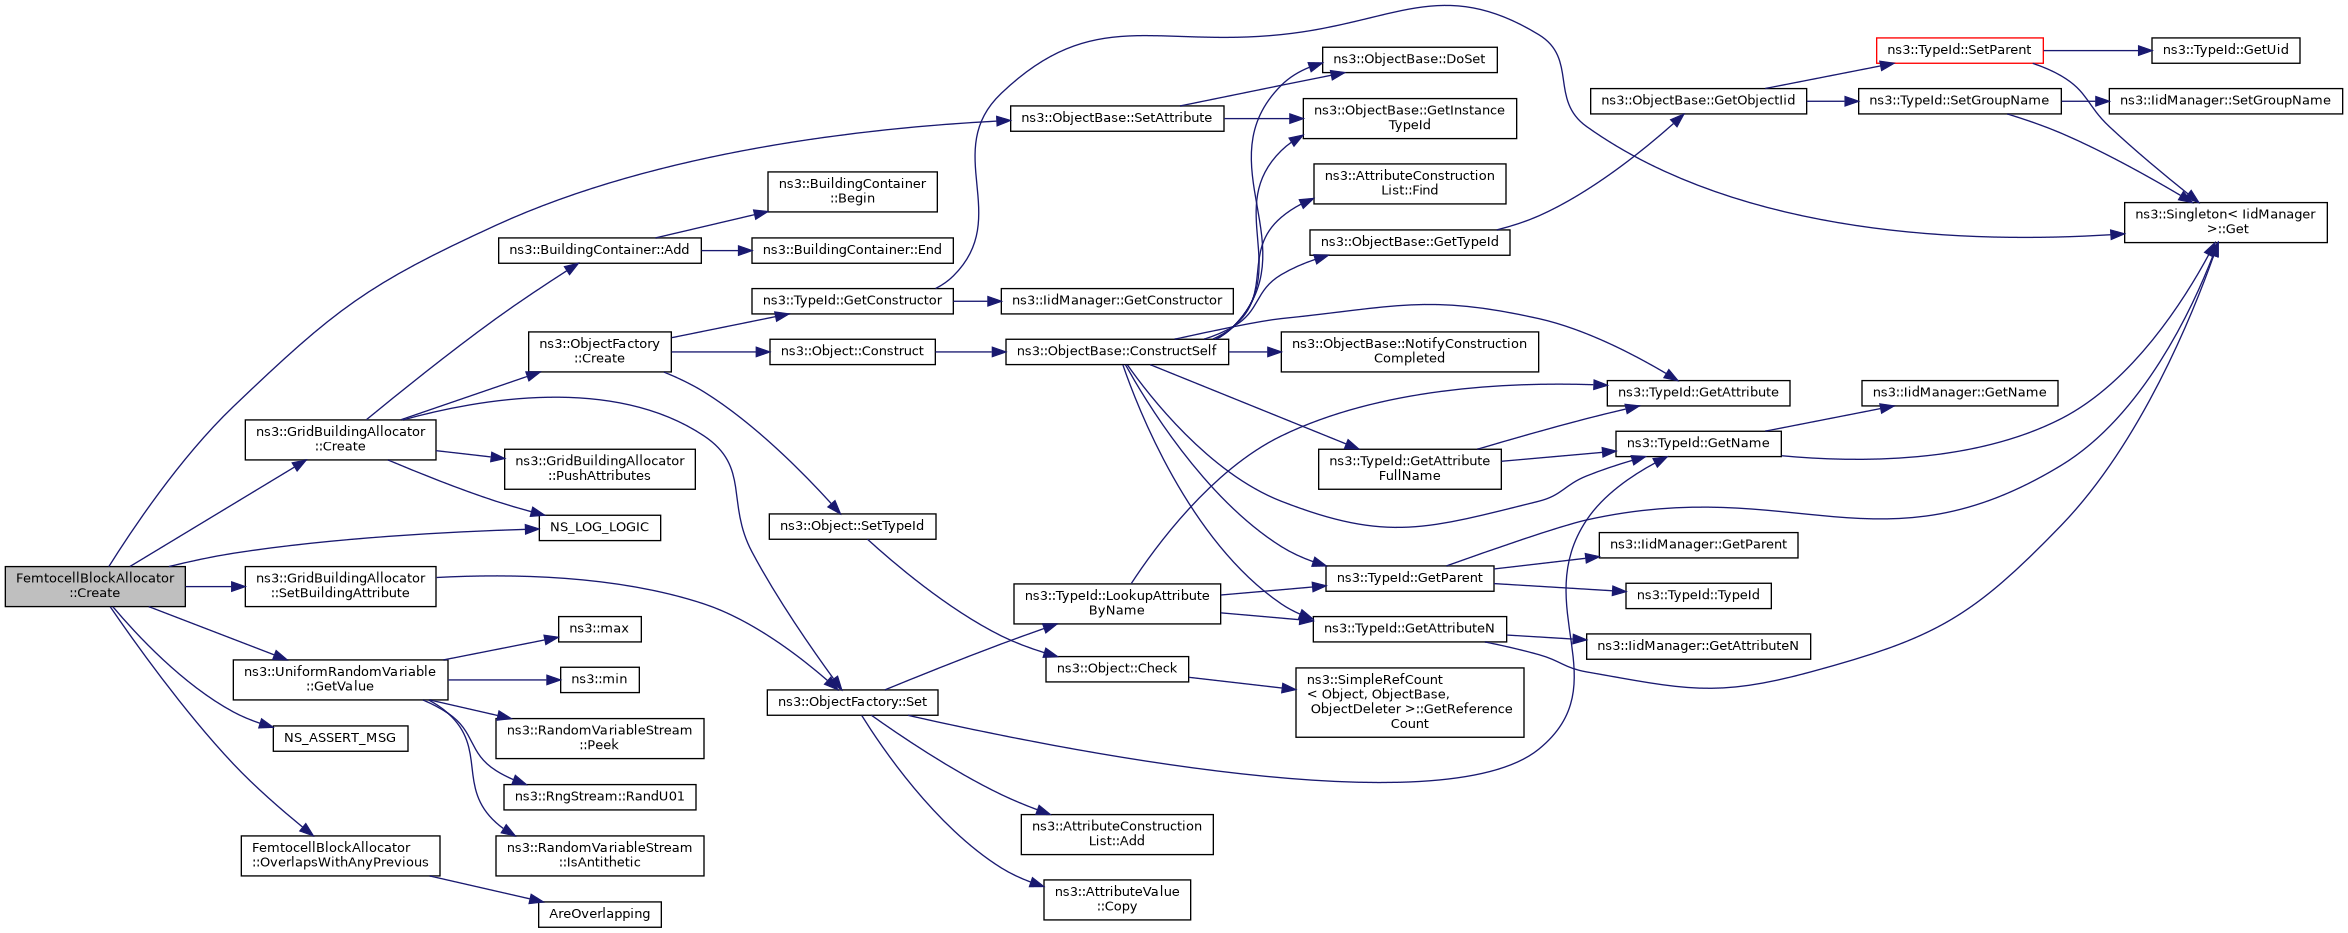 FemtocellBlockAllocator
::Create
ns3::ObjectBase::SetAttribute
ns3::GridBuildingAllocator
::Create
NS_LOG_LOGIC
ns3::GridBuildingAllocator
::SetBuildingAttribute
ns3::UniformRandomVariable
::GetValue
NS_ASSERT_MSG
FemtocellBlockAllocator
::OverlapsWithAnyPrevious
ns3::BuildingContainer::Add
ns3::BuildingContainer
::Begin
ns3::BuildingContainer::End
ns3::ObjectFactory
::Create
ns3::GridBuildingAllocator
::PushAttributes
ns3::TypeId::GetConstructor
ns3::IidManager::GetConstructor
ns3::Object::Construct
ns3::Object::SetTypeId
ns3::ObjectFactory::Set
ns3::max
ns3::min
ns3::RandomVariableStream
::Peek
ns3::RngStream::RandU01
ns3::RandomVariableStream
::IsAntithetic
AreOverlapping
ns3::ObjectBase::ConstructSelf
ns3::TypeId::LookupAttribute
ByName
ns3::Object::Check
ns3::AttributeConstruction
List::Add
ns3::AttributeValue
::Copy
ns3::ObjectBase::DoSet
ns3::ObjectBase::GetInstance
TypeId
ns3::AttributeConstruction
List::Find
ns3::ObjectBase::GetTypeId
ns3::ObjectBase::NotifyConstruction
Completed
ns3::TypeId::GetAttribute
ns3::TypeId::GetAttribute
FullName
ns3::TypeId::GetName
ns3::IidManager::GetName
ns3::TypeId::GetParent
ns3::IidManager::GetParent
ns3::TypeId::TypeId
ns3::TypeId::GetAttributeN
ns3::IidManager::GetAttributeN
ns3::SimpleRefCount
< Object, ObjectBase,
ObjectDeleter >::GetReference
Count
ns3::ObjectBase::GetObjectIid
ns3::TypeId::SetParent
ns3::TypeId::GetUid
ns3::TypeId::SetGroupName
ns3::IidManager::SetGroupName
ns3::Singleton< IidManager
>::Get